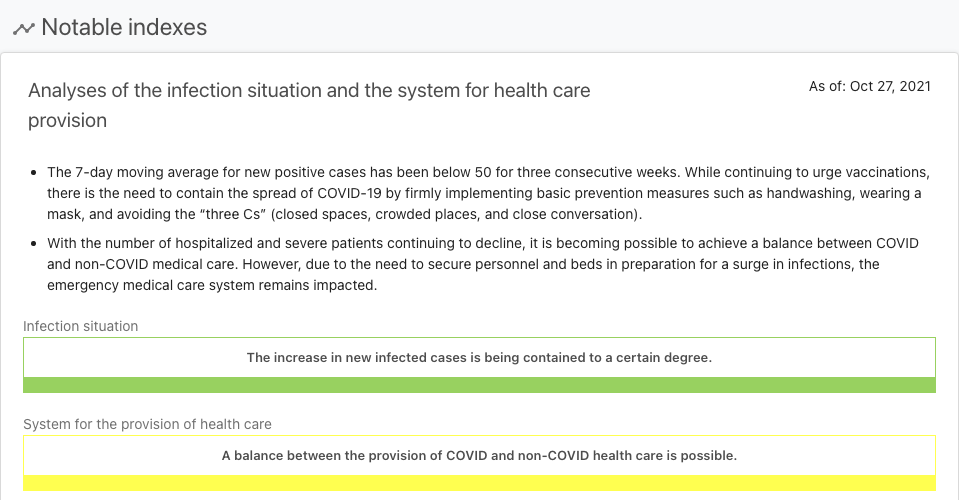 Notable indexes
Analyses of the infection situation and the system for health care
provision
As of: Oct 27, 2021
• The 7-day moving average for new positive cases has been below 50 for three consecutive weeks. While continuing to urge vaccinations,
there is the need to contain the spread of COVID-19 by firmly implementing basic prevention measures such as handwashing, wearing a
mask, and avoiding the “three Cs” (closed spaces, crowded places, and close conversation).
• With the number of hospitalized and severe patients continuing to decline, it is becoming possible to achieve a balance between COVID
and non-COVID medical care. However, due to the need to secure personnel and beds in preparation for a surge in infections, the
emergency medical care system remains impacted.
Infection situation
The increase in new infected cases is being contained to a certain degree.
System for the provision of health care
A balance between the provision of COVID and non-COVID health care is possible.